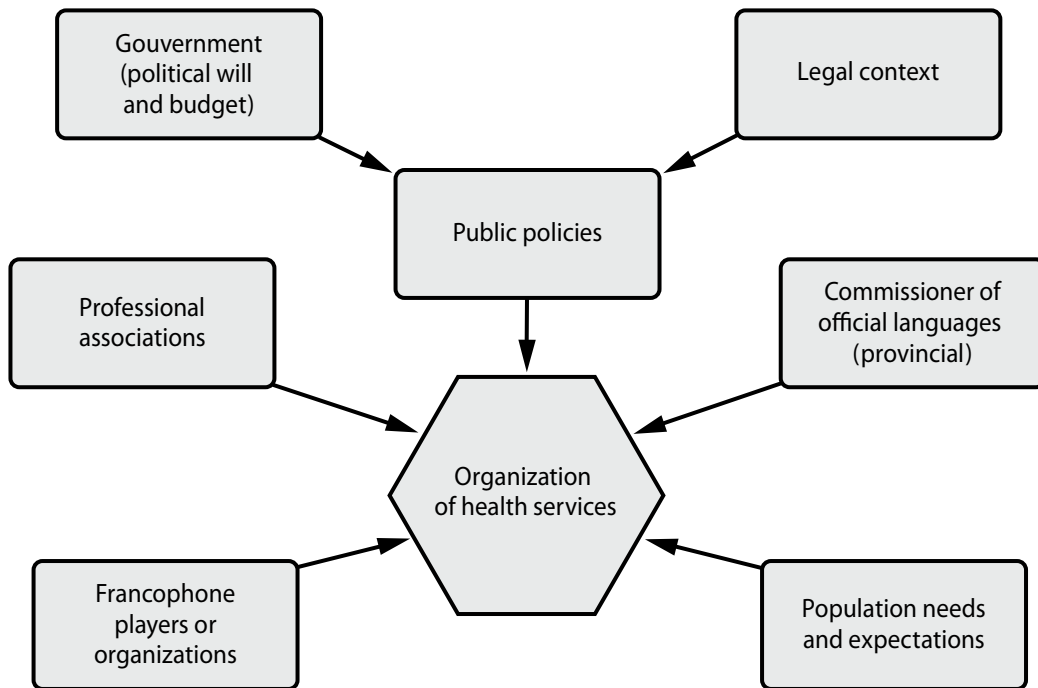 Gouvernment
(political will
and budget)
Legal context
Public policies
Professional
associations
Commissioner of
official languages
(provincial)
Organization
of health services
Francophone
players or
organizations
Population needs
and expectations